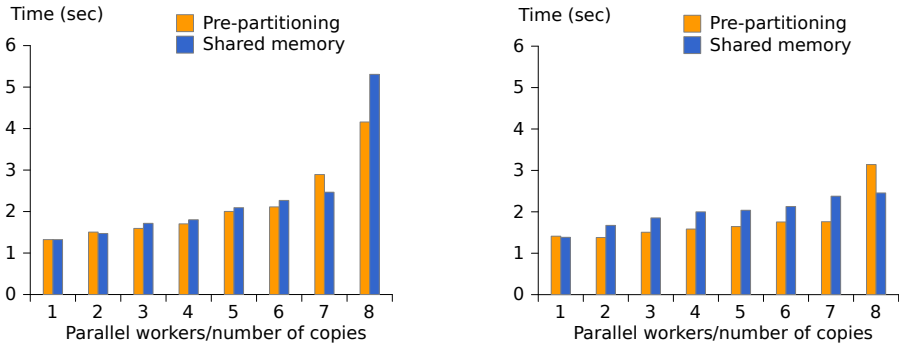 Time (sec)
Pre-partitioning
Shared memory
6
5
4
3
2
1
0
1 2 3 4 5 6 7 8
Parallel workers/number of copies
Time (sec)
Pre-partitioning
Shared memory
6
5
4
3
2
1
0
1 2 3 4 5 6 7 8
Parallel workers/number of copies